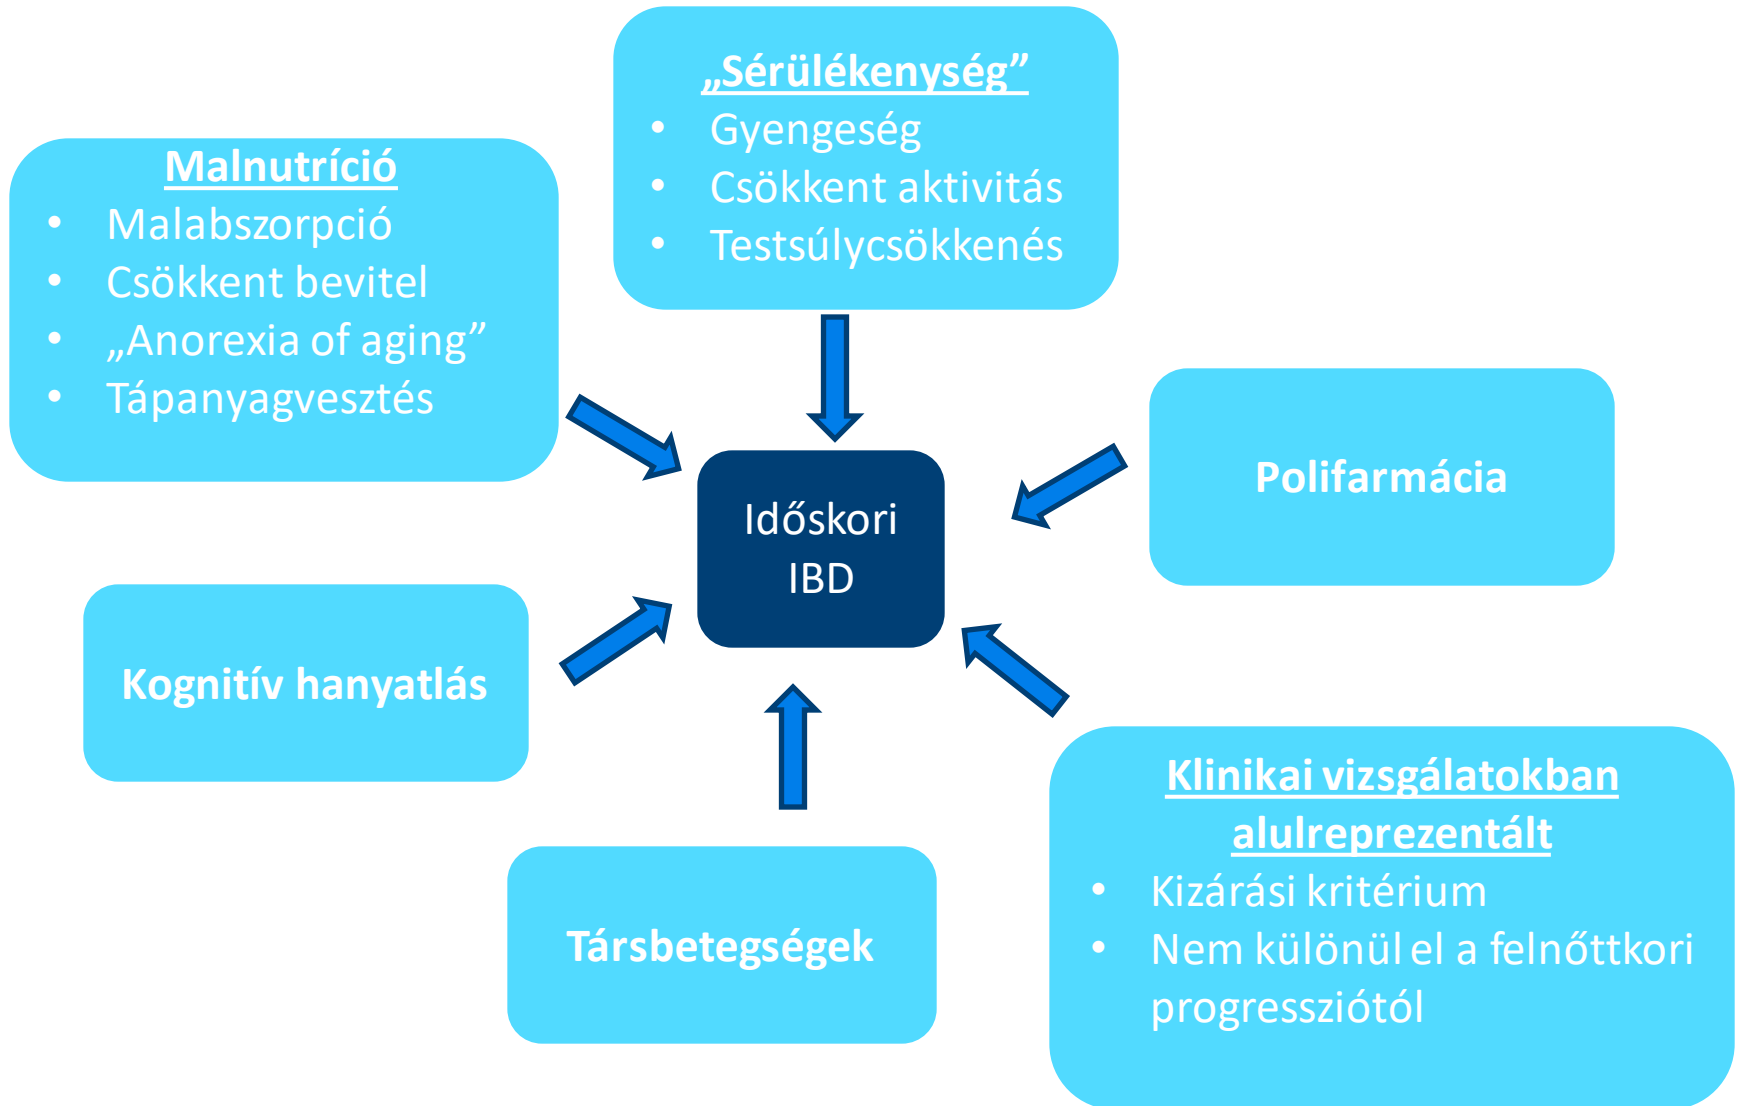 „Sérülékenység”
• Gyengeség
• Csökkent aktivitás
• Testsúlycsökkenés
Malnutríció
• Malabszorpció
• Csökkent bevitel
• „Anorexia of aging”
• Tápanyagvesztés
Polifarmácia
Időskori
IBD
Kognitív hanyatlás
Társbetegségek
Klinikai vizsgálatokban
alulreprezentált
• Kizárási kritérium
• Nem különül el a felnőttkori
progressziótól